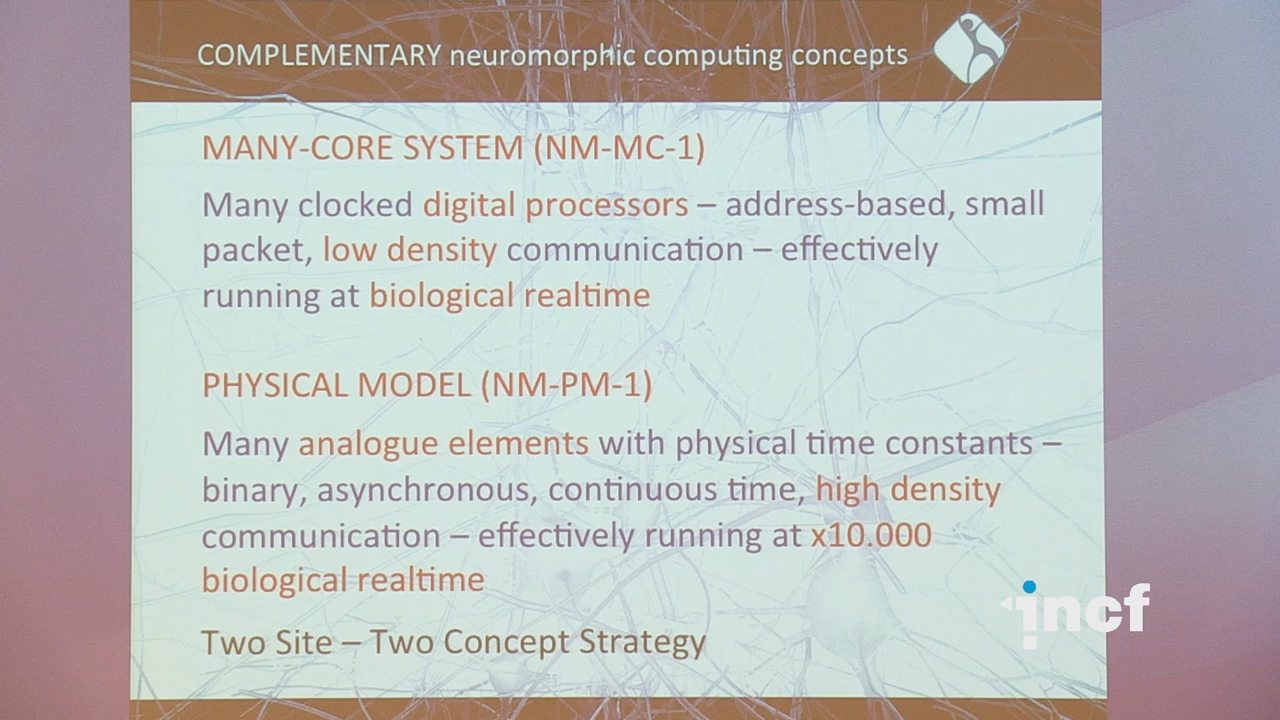 COMPLEMENTARY neuromorphic computing concepts
MANY-CORE SYSTEM (NM-MC-1)
Many clocked digital processors – address-based, small
packet, low density communication – effectively
running at biological realtime
PHYSICAL MODEL (NM-PM-1)
Many analogue elements with physical time constants –
binary, asynchronous, continuous time, high density
communication – effectively running at x10.000
biological realtime
Two Site – Two Concept Strategy
incf